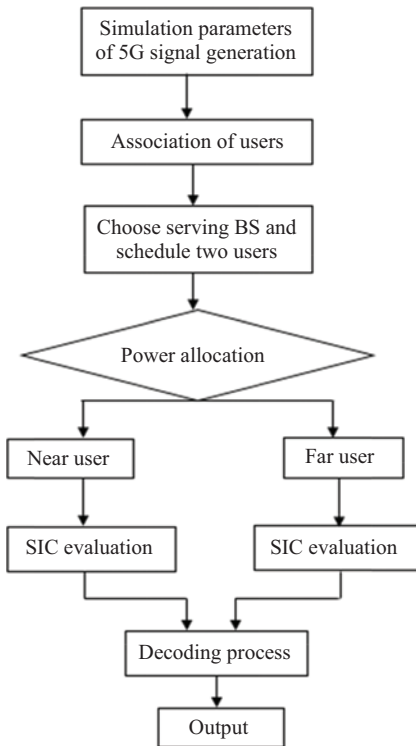 Simulation parameters
of 5G signal generation
Association of users
Choose serving BS and
schedule two users
Power allocation
Near user
Far user
SIC evaluation
SIC evaluation
Decoding process
Output